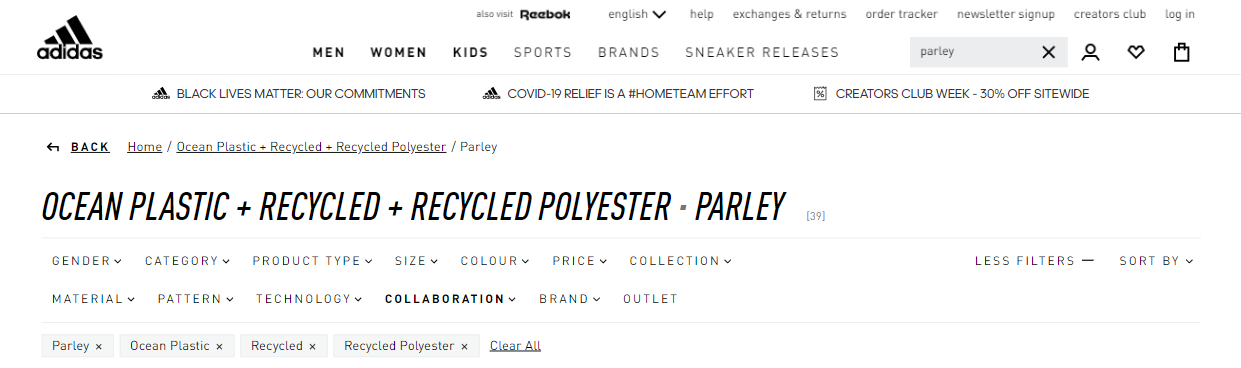 also visit Reebok english help exchanges & returns order tracker newsletter signup creators club log in
adidas MEN WOMEN KIDS SPORTS BRANDS SNEAKER RELEASES parley
BLACK LIVES MATTER: OUR COMMITMENTS COVID-19 RELIEF IS A #HOMETEAM EFFORT % CREATORS CLUB WEEK - 30% OFF SITEWIDE
BACK Home / Ocean Plastic + Recycled + Recycled Polyester / Parley
OCEAN PLASTIC + RECYCLED + RECYCLED POLYESTER · PARLEY [39]
GENDER CATEGORY PRODUCT TYPE SIZE COLOUR PRICE COLLECTION LESS FILTERS — SORT BY
MATERIAL PATTERN TECHNOLOGY COLLABORATION BRAND OUTLET
Parley × Ocean Plastic × Recycled × Recycled Polyester × Clear All